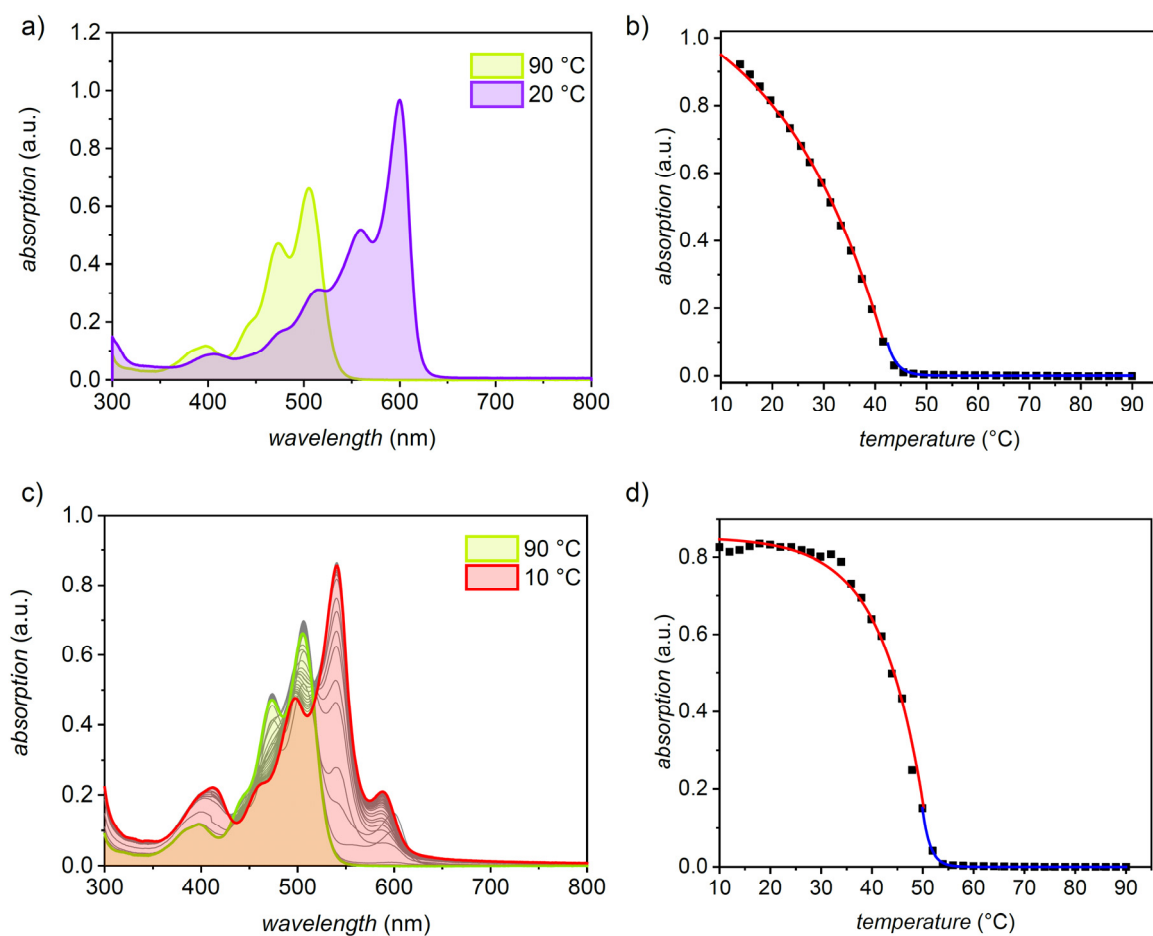 a)
1.2
1.0
0.8
0.6
0.4
0.2
0.0
absorption (a.u.)
90 °C
20 °C
300 400 500 600 700 800
wavelength (nm)
b)
1.0
0.8
0.6
0.4
0.2
0.0
absorption (a.u.)
10 20 30 40 50 60 70 80 90
temperature (°C)
c)
1.0
0.8
0.6
0.4
0.2
0.0
absorption (a.u.)
90 °C
10 °C
300 400 500 600 700 800
wavelength (nm)
d)
0.8
0.6
0.4
0.2
0.0
absorption (a.u.)
10 20 30 40 50 60 70 80 90
temperature (°C)